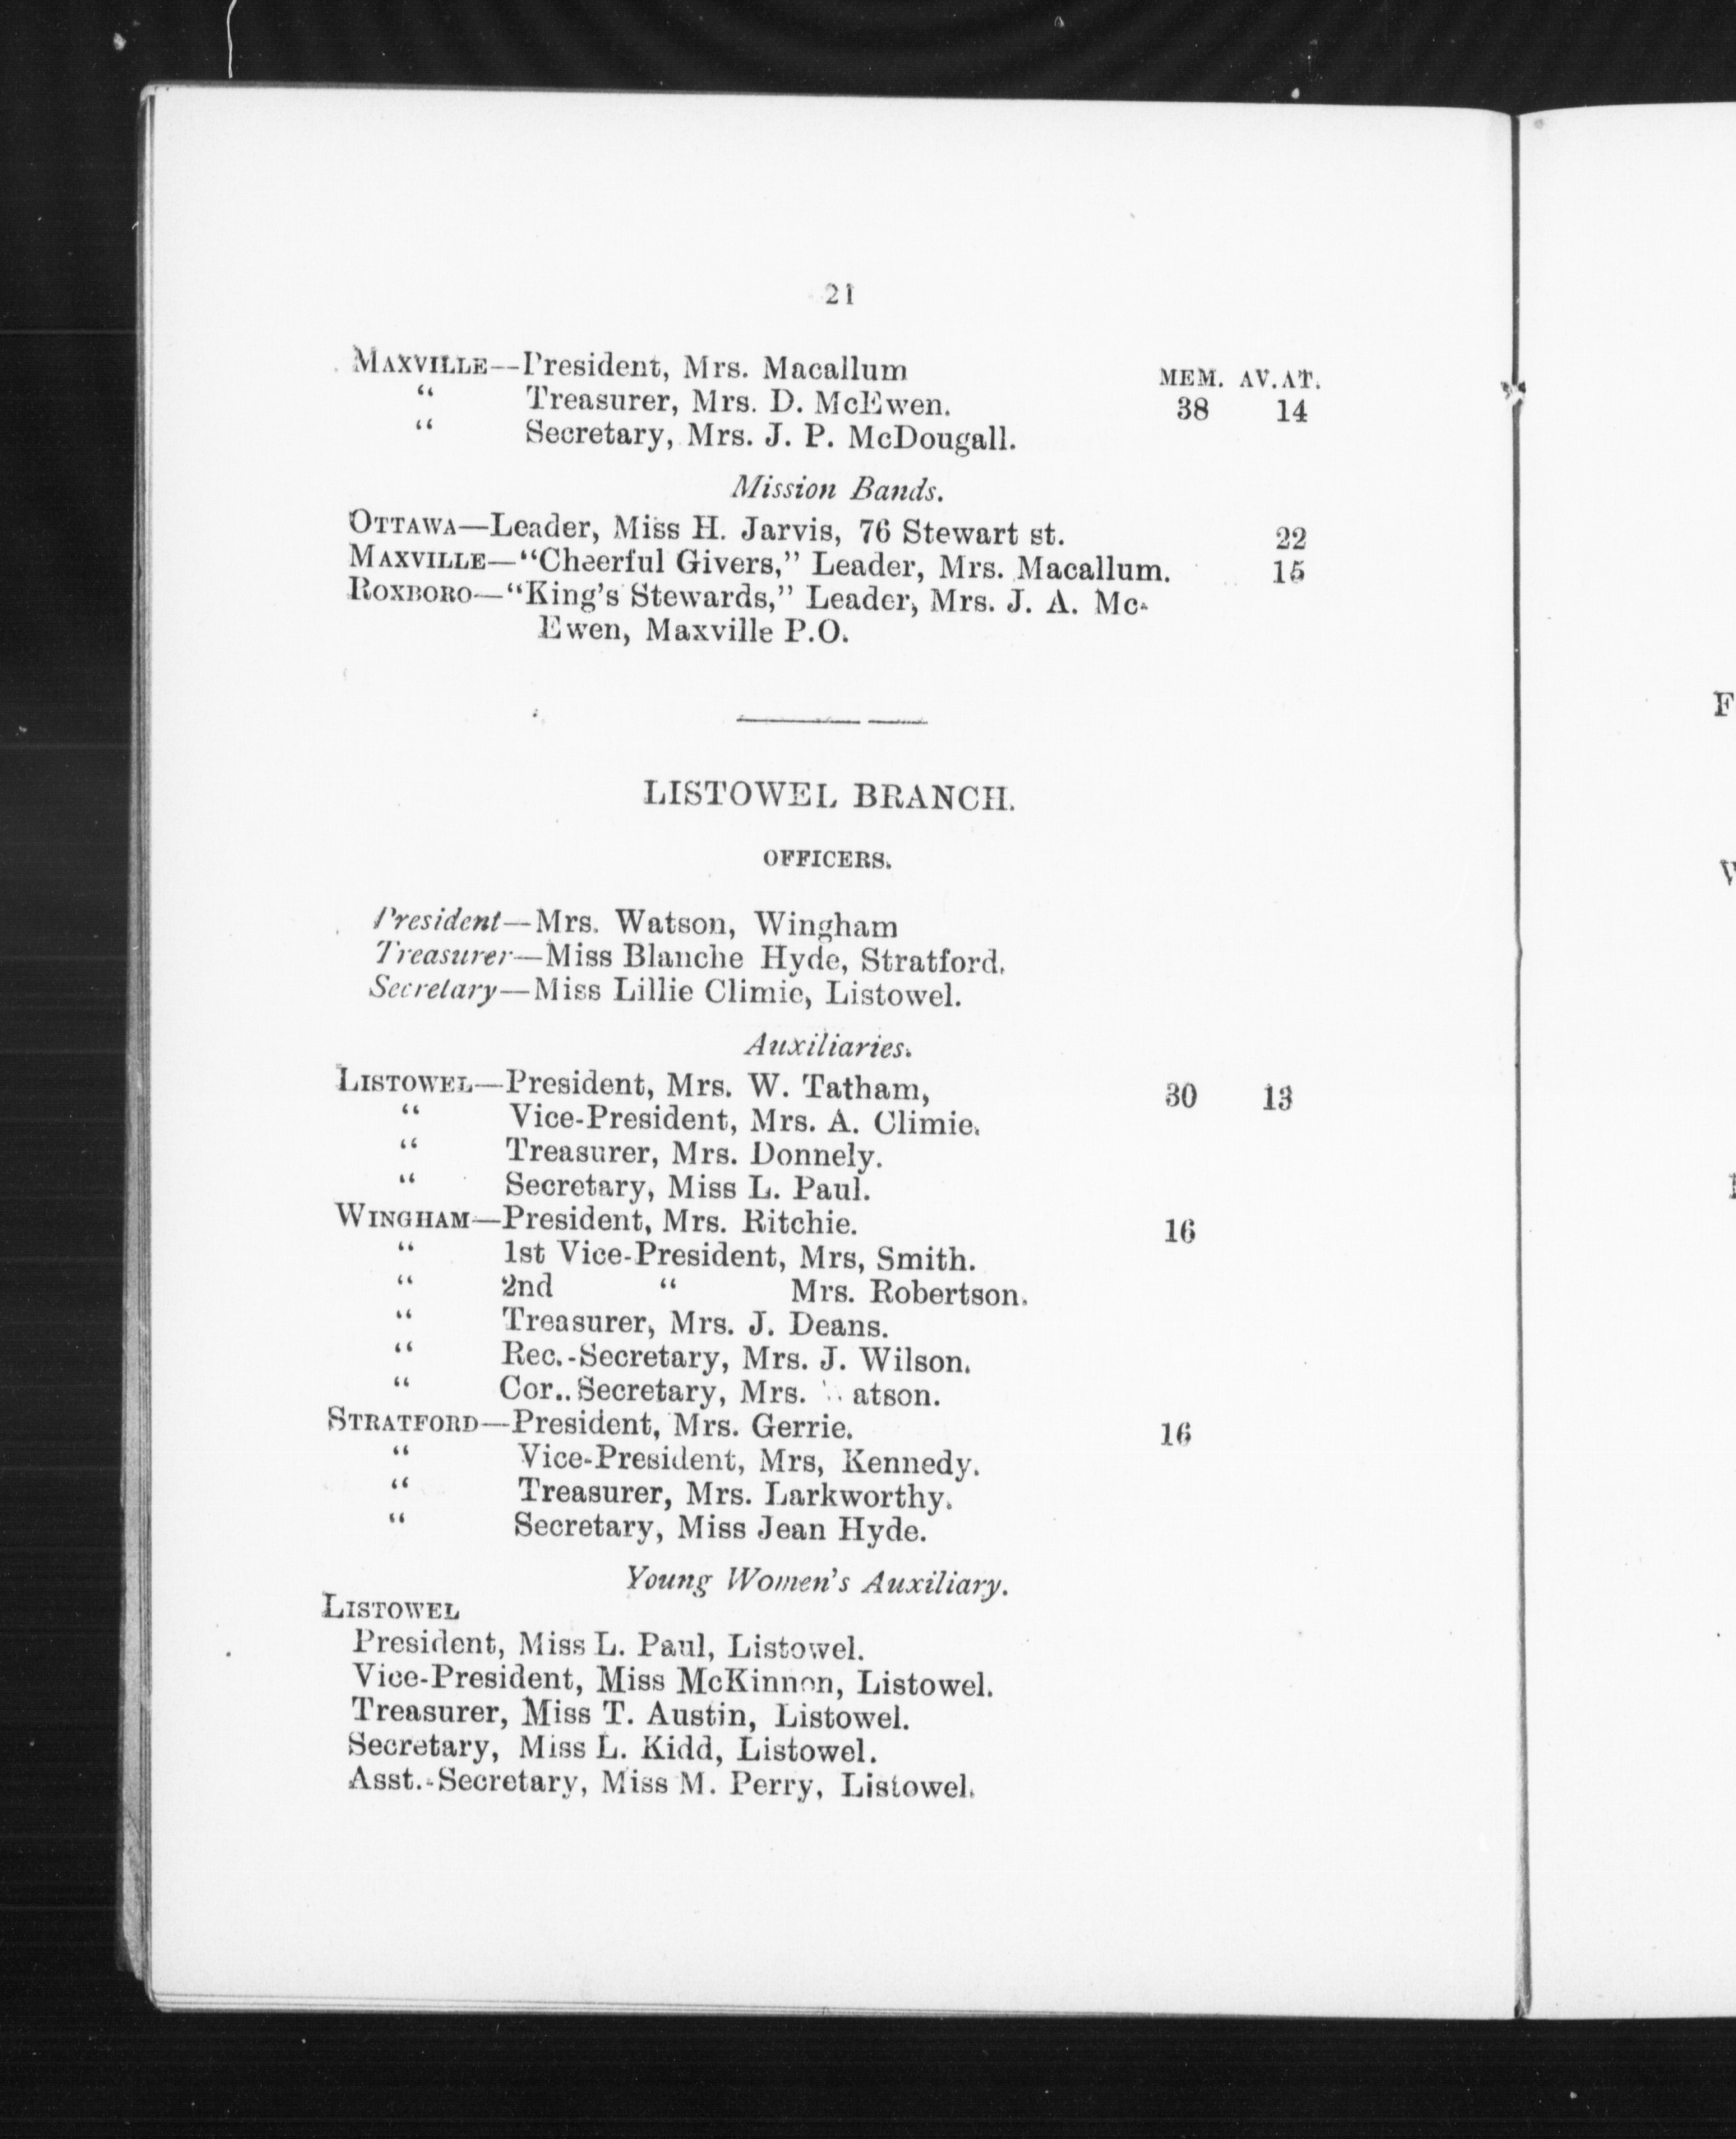 21
MAXVILLE—President, Mrs. Macallum MEM. AV.AT.
“ Treasurer, Mrs. D. McEwen. 38 14
“ Secretary, Mrs. J. P. McDougall.
Mission Bands.
OTTAWA—Leader, Miss H. Jarvis, 76 Stewart st. 22
MAXVILLE—“Cheerful Givers,” Leader, Mrs. Macallum. 15
ROXBORO—“King's Stewards,” Leader, Mrs. J. A. Mc-
Ewen, Maxville P.O.
LISTOWEL BRANCH.
OFFICERS.
President—Mrs. Watson, Wingham
Treasurer—Miss Blanche Hyde, Stratford.
Secretary—Miss Lillie Climie, Listowel.
Auxiliaries.
LISTOWEL—President, Mrs. W. Tatham, 30 13
“ Vice-President, Mrs. A. Climie.
“ Treasurer, Mrs. Donnely.
“ Secretary, Miss L. Paul.
WINGHAM—President, Mrs. Ritchie. 16
“ 1st Vice-President, Mrs, Smith.
“ 2nd “ Mrs. Robertson.
“ Treasurer, Mrs. J. Deans.
“ Rec.-Secretary, Mrs. J. Wilson.
“ Cor..Secretary, Mrs. atson.
STRATFORD—President, Mrs. Gerrie. 16
“ Vice-President, Mrs, Kennedy.
“ Treasurer, Mrs. Larkworthy.
“ Secretary, Miss Jean Hyde.
Young Women's Auxiliary.
LISTOWEL
President, Miss L. Paul, Listowel.
Vice-President, Miss McKinnon, Listowel.
Treasurer, Miss T. Austin, Listowel.
Secretary, Miss L. Kidd, Listowel.
Asst.-Secretary, Miss M. Perry, Listowel.